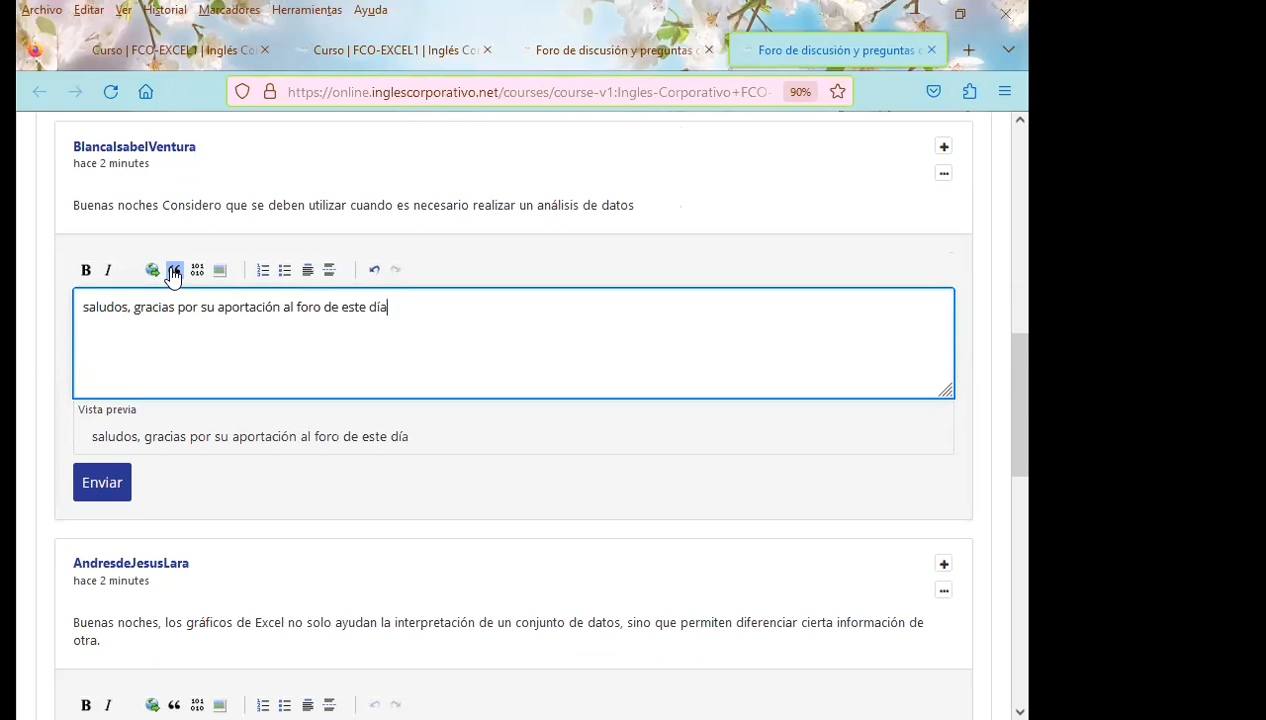 Archivo Editar Ver Historial Marcadores Herramientas Ayuda
Curso | FCO-EXCEL1 | Inglés Co Curso | FCO-EXCEL1 | Inglés Co Foro de discusión y preguntas Foro de discusión y preguntas
https://online.inglescorporativo.net/courses/course-v1:Ingles-Corporativo+FCO- 90%
BlancaIsabelVentura
hace 2 minutes
Buenas noches Considero que se deben utilizar cuando es necesario realizar un análisis de datos
B I 101 010
saludos, gracias por su aportación al foro de este día
Vista previa
saludos, gracias por su aportación al foro de este día
Enviar
AndresdeJesusLara
hace 2 minutes
Buenas noches, los gráficos de Excel no solo ayudan la interpretación de un conjunto de datos, sino que permiten diferenciar cierta información de
otra.
B I 101 010